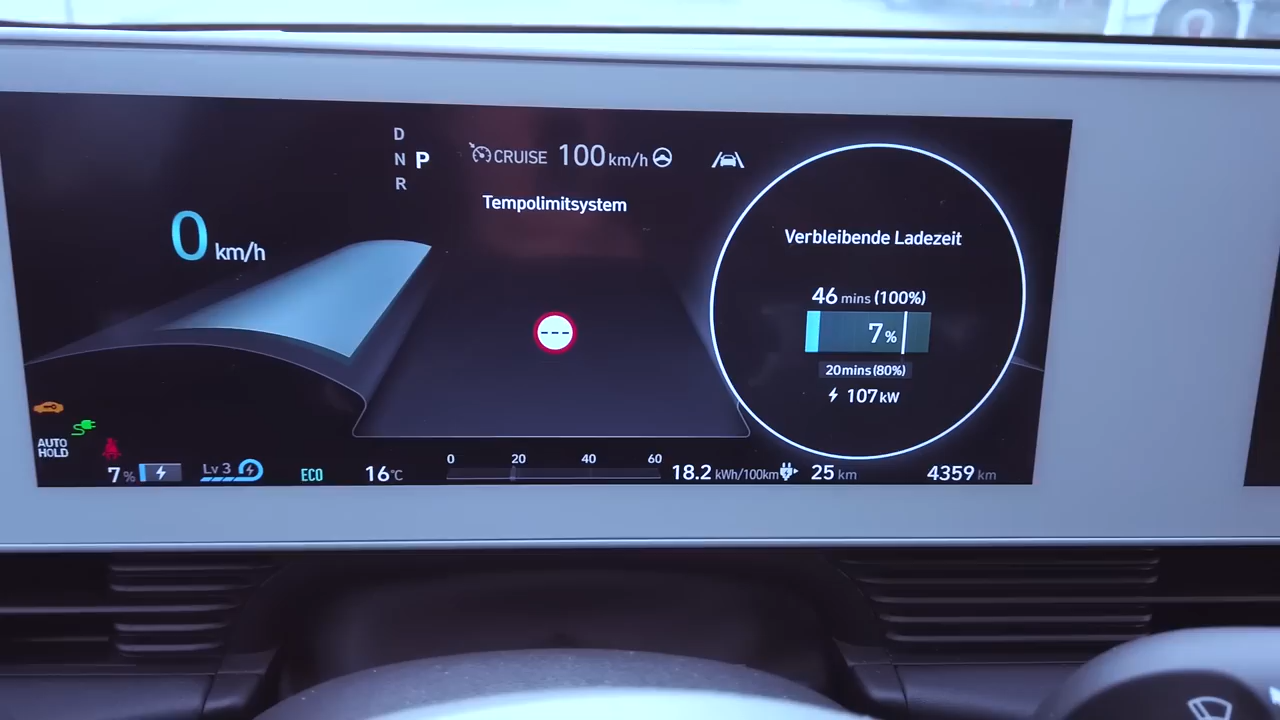 D
N P
R
CRUISE 100 km/h
Tempolimitsystem
0 km/h
Verbleibende Ladezeit
46 mins (100%)
7%
20mins (80%)
107 kW
AUTO
HOLD
7% Lv 3 ECO 16°C
0 20 40 60
18.2 kWh/100km 25 km 4359 km